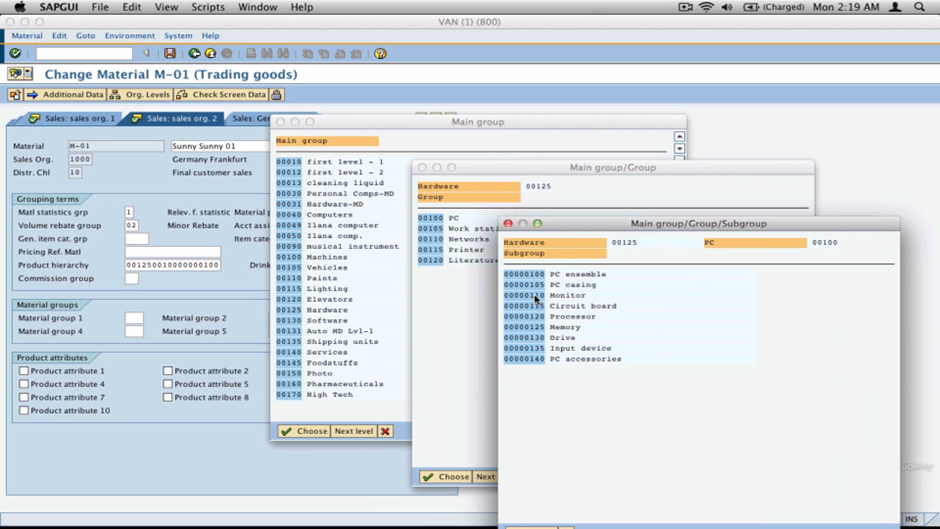 SAPGUI File Edit View Scripts Window Help (Charged) Mon 2:19 AM
VAN (1) (800)
Material Edit Goto Environment System Help
Change Material M-01 (Trading goods)
Additional Data Org. Levels Check Screen Data
Sales: sales org. 1 Sales: sales org. 2 Sales: Ge
Material M-01 Sunny Sunny 01
Sales Org. 1000 Germany Frankfurt
Distr. Chl 10 Final customer sales
Grouping terms
Matl statistics grp 1 Relev. f. statistic Material p
Volume rebate group 02 Minor Rebate Acct assi
Gen. item cat. grp Item cate
Pricing Ref. Matl
Product hierarchy 001250010000000100 Drink
Commission group
Material groups
Material group 1 Material group 2
Material group 4 Material group 5
Product attributes
Product attribute 1 Product attribute 2
Product attribute 4 Product attribute 5
Product attribute 7 Product attribute 8
Product attribute 10
Main group
Main group
00010 first level - 1
00012 first level - 2
00013 cleaning liquid
00030 Personal Comps-MD
00031 Hardware-MD
00040 Computers
00049 Ilana computer
00050 Ilana comp.
00090 musical instrument
00100 Machines
00105 Vehicles
00110 Paints
00115 Lighting
00120 Elevators
00125 Hardware
00130 Software
00131 Auto MD Lvl-1
00135 Shipping units
00140 Services
00145 Foodstuffs
00150 Photo
00160 Pharmaceuticals
00170 High Tech
Choose Next level
Main group/Group
Hardware 00125
Group
00100 PC
00105 Work stati
00110 Networks
00115 Printer
00120 Literature
Choose Next
Main group/Group/Subgroup
Hardware 00125 PC 00100
Subgroup
00000100 PC ensemble
00000105 PC casing
00000110 Monitor
00000115 Circuit board
00000120 Processor
00000125 Memory
00000130 Drive
00000135 Input device
00000140 PC accessories
Udemy
INS